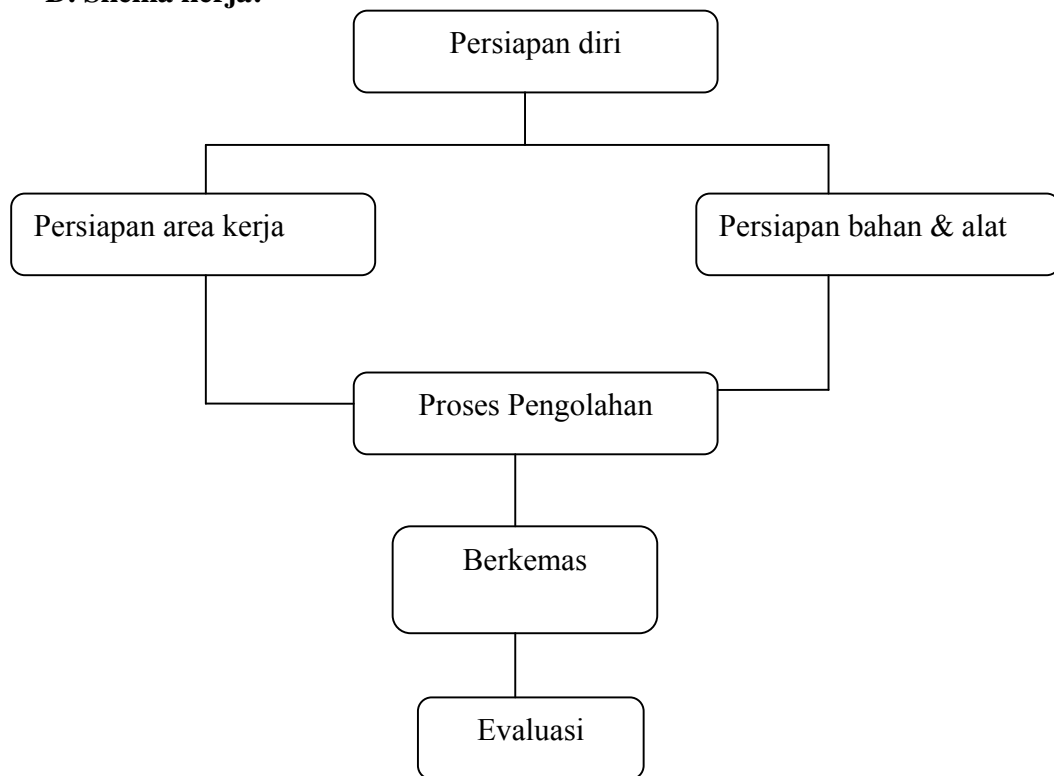 Persiapan diri
Persiapan area kerja
Persiapan bahan & alat
Proses Pengolahan
Berkemas
Evaluasi